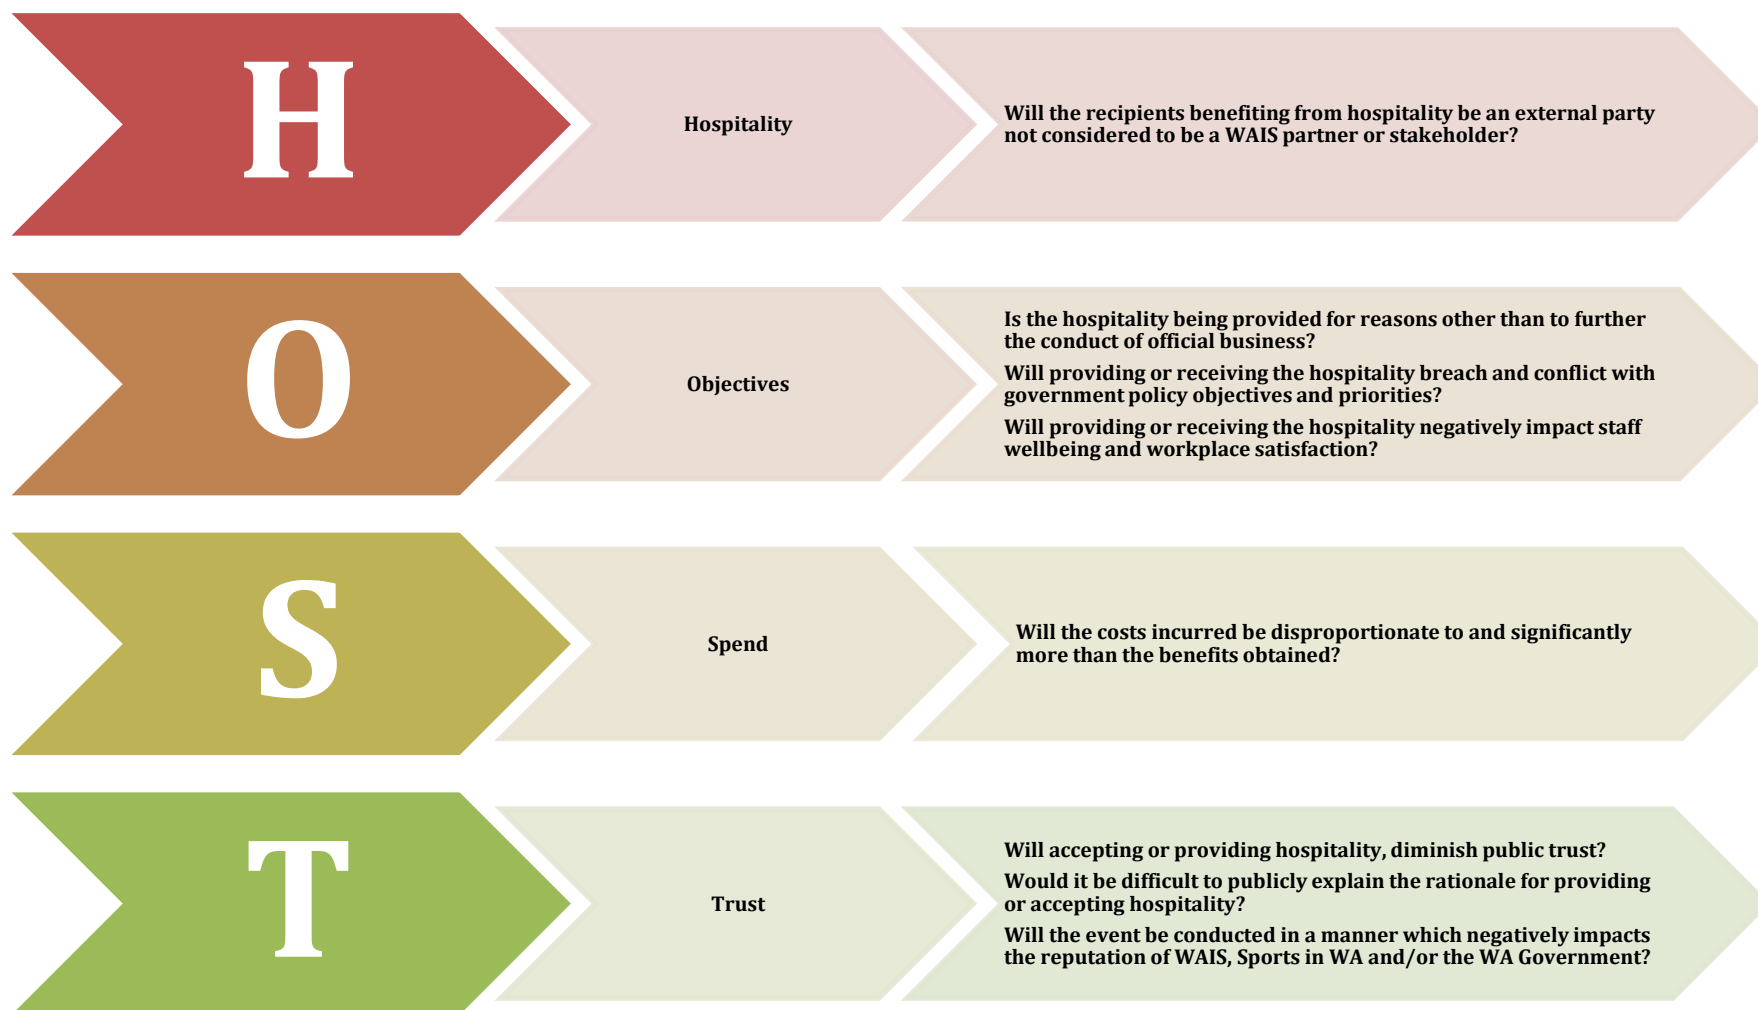 H
Hospitality
Will the recipients benefiting from hospitality be an external party
not considered to be a WAIS partner or stakeholder?
O
Objectives
Is the hospitality being provided for reasons other than to further
the conduct of official business?
Will providing or receiving the hospitality breach and conflict with
government policy objectives and priorities?
Will providing or receiving the hospitality negatively impact staff
wellbeing and workplace satisfaction?
S
Spend
Will the costs incurred be disproportionate to and significantly
more than the benefits obtained?
T
Trust
Will accepting or providing hospitality, diminish public trust?
Would it be difficult to publicly explain the rationale for providing
or accepting hospitality?
Will the event be conducted in a manner which negatively impacts
the reputation of WAIS, Sports in WA and/or the WA Government?